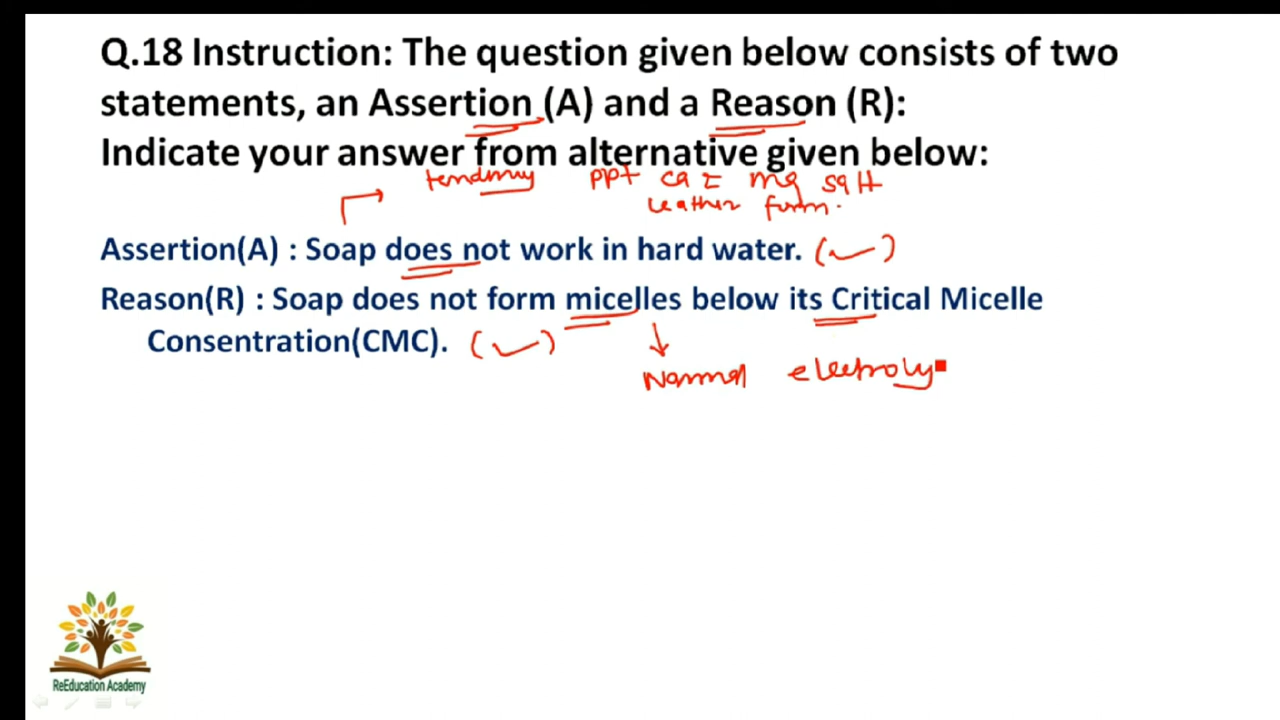 Q.18 Instruction: The question given below consists of two
statements, an Assertion (A) and a Reason (R):
Indicate your answer from alternative given below:
tendency ppt ca Σ mg salt
leather form.
Assertion(A) : Soap does not work in hard water. (✓)
Reason(R) : Soap does not form micelles below its Critical Micelle
Consentration(CMC). (✓)
Normal electroly
ReEducation Academy